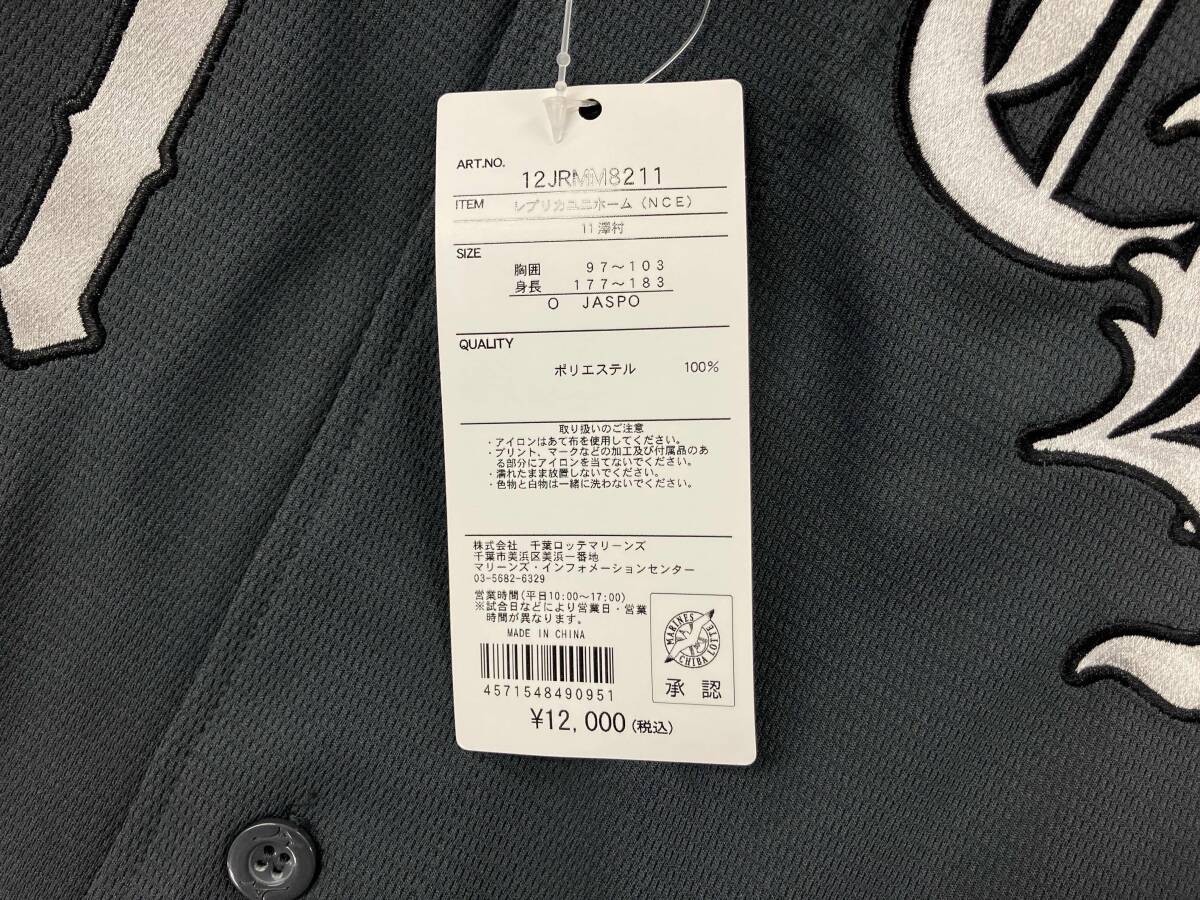 ART.NO.
12JRMM8211
ITEM レプリカユニホーム（NCE）
11 澤村
SIZE
胸囲 97～103
身長 177～183
O JASPO
QUALITY
ポリエステル 100%
取り扱いのご注意
・アイロンはあて布を使用してください。
・プリント、マークなどの加工及び付属品のあ
る部分にアイロンを当てないでください。
・濡れたまま放置しないでください。
・色物と白物は一緒に洗わないでください。
株式会社 千葉ロッテマリーンズ
千葉市美浜区美浜一番地
マリーンズ・インフォメーションセンター
03-5682-6329
営業時間(平日10:00～17:00)
※試合日などにより営業日・営業
時間が異なります。
MADE IN CHINA
MARINES
CHIBA LOTTE
承認
4571548490951
¥12,000(税込)